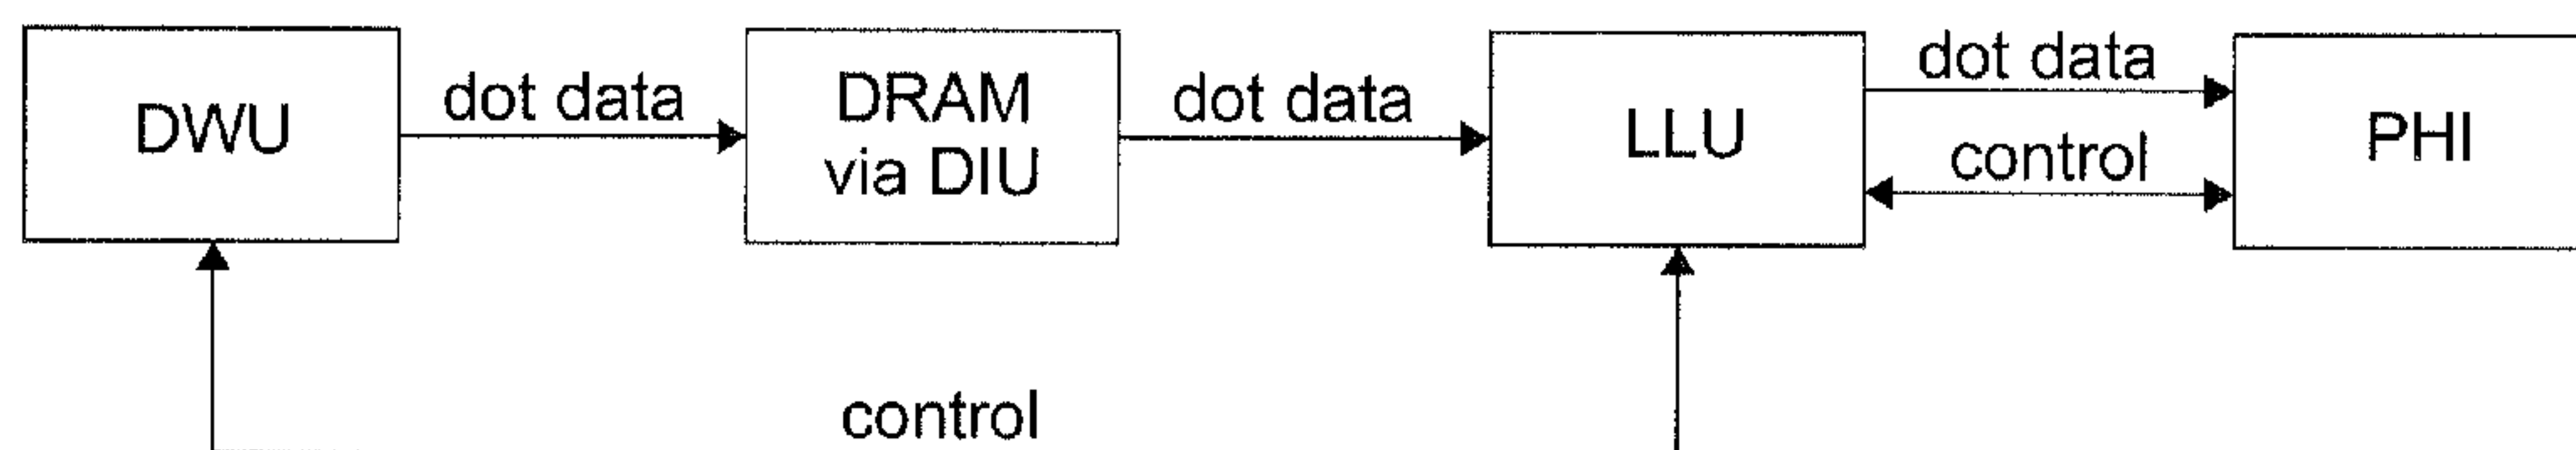 DWU
dot data
DRAM
via DIU
dot data
LLU
dot data
control
PHI
control